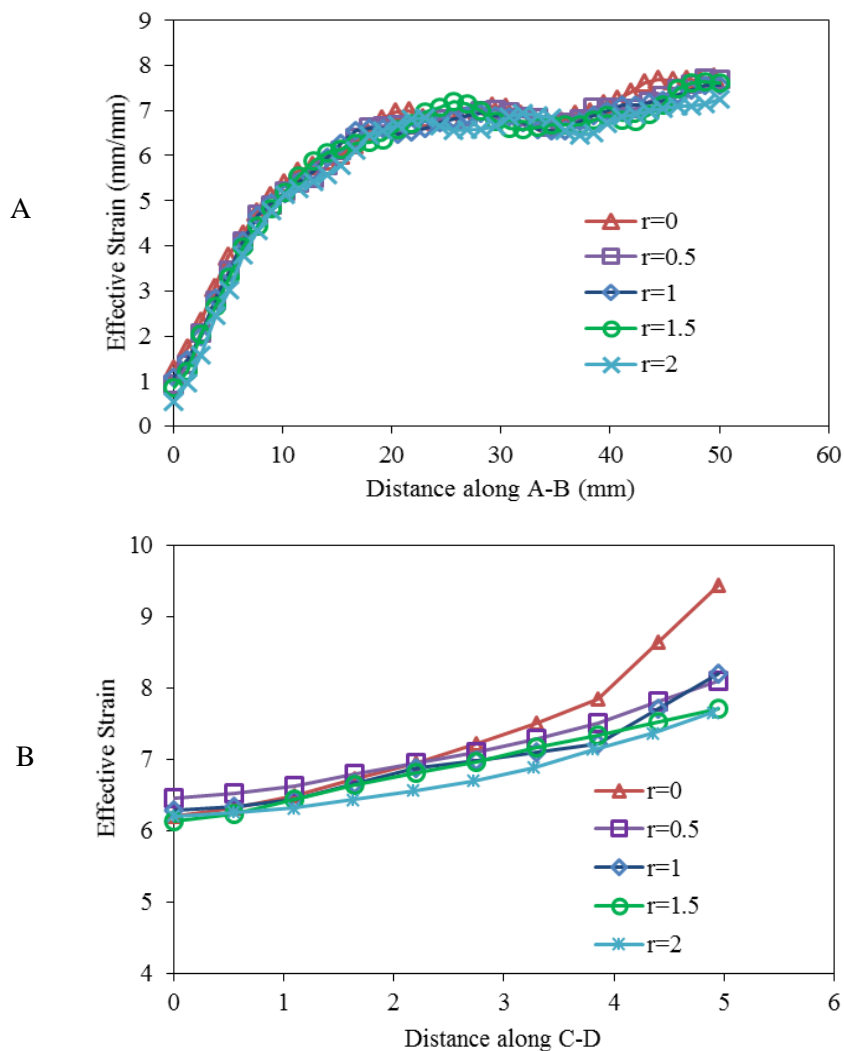 A
Effective Strain (mm/mm)
9
8
7
6
5
4
3
2
1
0
0 10 20 30 40 50 60
Distance along A-B (mm)
r=0
r=0.5
r=1
r=1.5
r=2
B
Effective Strain
10
9
8
7
6
5
4
0 1 2 3 4 5 6
Distance along C-D
r=0
r=0.5
r=1
r=1.5
r=2